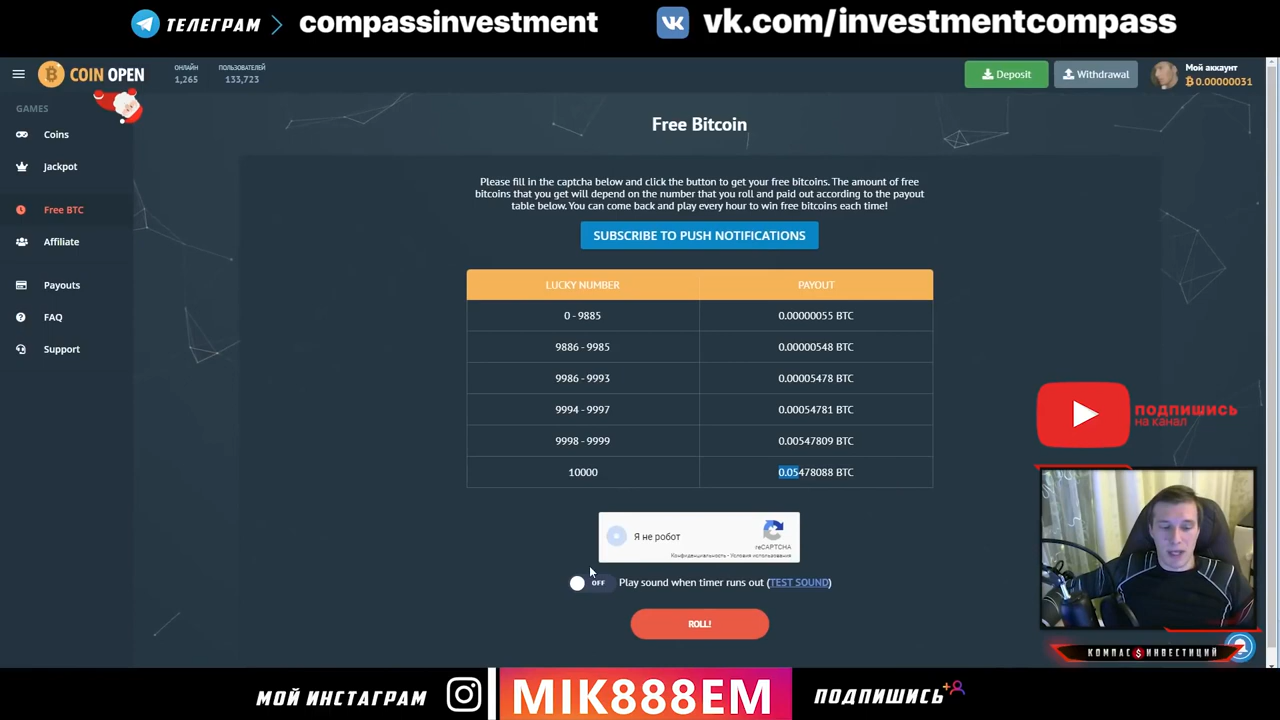 ТЕЛЕГРАМ compassinvestment vk.com/investmentcompass
COIN OPEN
ОНЛАЙН
1,265
ПОЛЬЗОВАТЕЛЕЙ
133,723
Deposit
Withdrawal
Мой аккаунт
0.00000031
GAMES
Coins
Jackpot
Free BTC
Affiliate
Payouts
FAQ
Support
Free Bitcoin
Please fill in the captcha below and click the button to get your free bitcoins. The amount of free
bitcoins that you get will depend on the number that you roll and paid out according to the payout
table below. You can come back and play every hour to win free bitcoins each time!
SUBSCRIBE TO PUSH NOTIFICATIONS
LUCKY NUMBER PAYOUT
0 - 9885 0.00000055 BTC
9886 - 9985 0.00000548 BTC
9986 - 9993 0.00005478 BTC
9994 - 9997 0.00054781 BTC
9998 - 9999 0.00547809 BTC
10000 0.05478088 BTC
Я не робот
reCAPTCHA
Конфиденциальность - Условия использования
OFF Play sound when timer runs out (TEST SOUND)
ROLL!
ПОДПИШИСЬ
НА КАНАЛ
КОМПАС $ ИНВЕСТИЦИЙ
МОЙ ИНСТАГРАМ MIK888EM ПОДПИШИСЬ